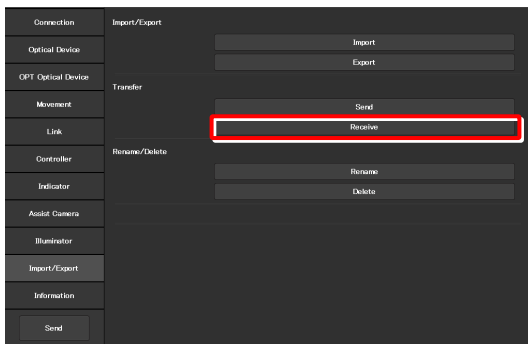 Connection
Optical Device
OPT Optical Device
Movement
Link
Controller
Indicator
Assist Camera
Illuminator
Import/Export
Information
Send
Import/Export
Import
Export
Transfer
Send
Receive
Rename/Delete
Rename
Delete